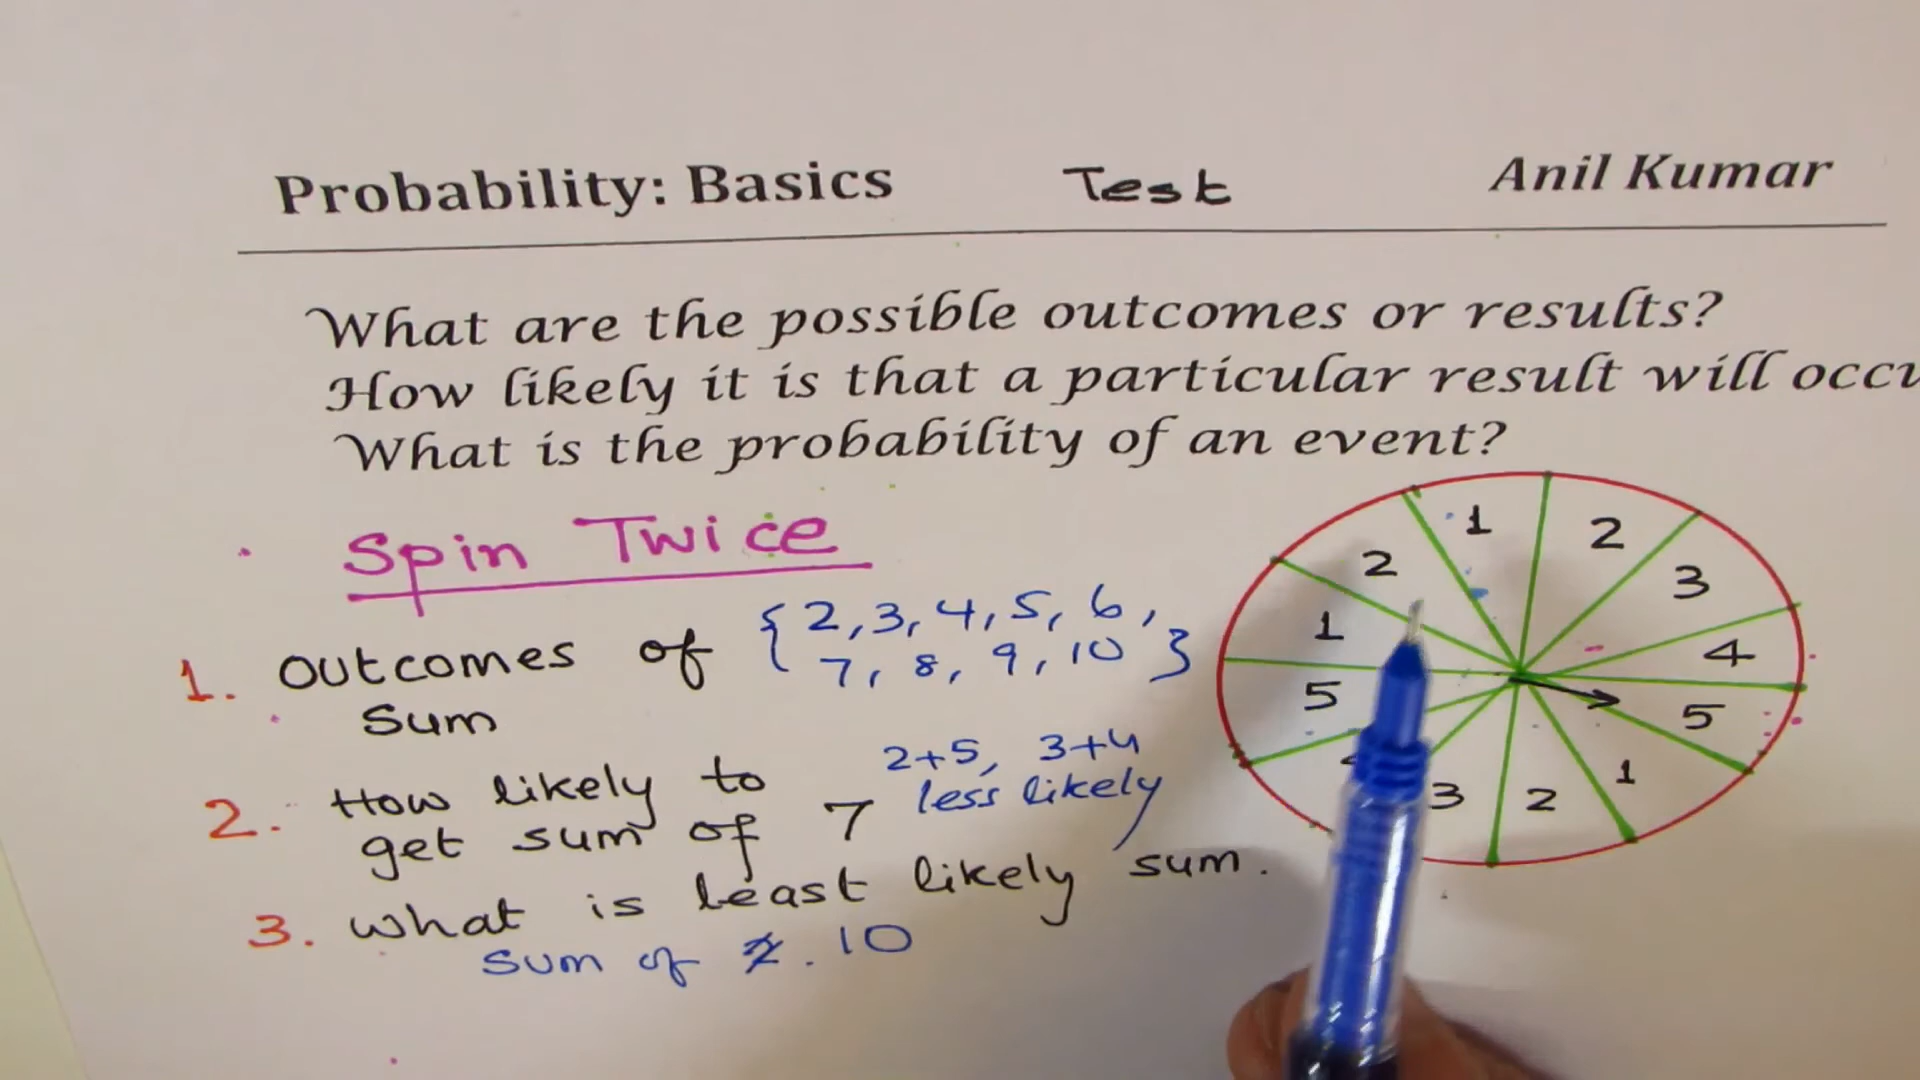 Probability: Basics Test Anil Kumar
What are the possible outcomes or results?
How likely it is that a particular result will occu
What is the probability of an event?
Spin Twice
1. Outcomes of {2,3,4,5,6,
sum 7, 8, 9, 10}
2. How likely to 2+5, 3+4
get sum of 7 less likely
3. What is least likely sum.
sum of 2. 10
1
2
3
4
5
1
2
3
5
1
2